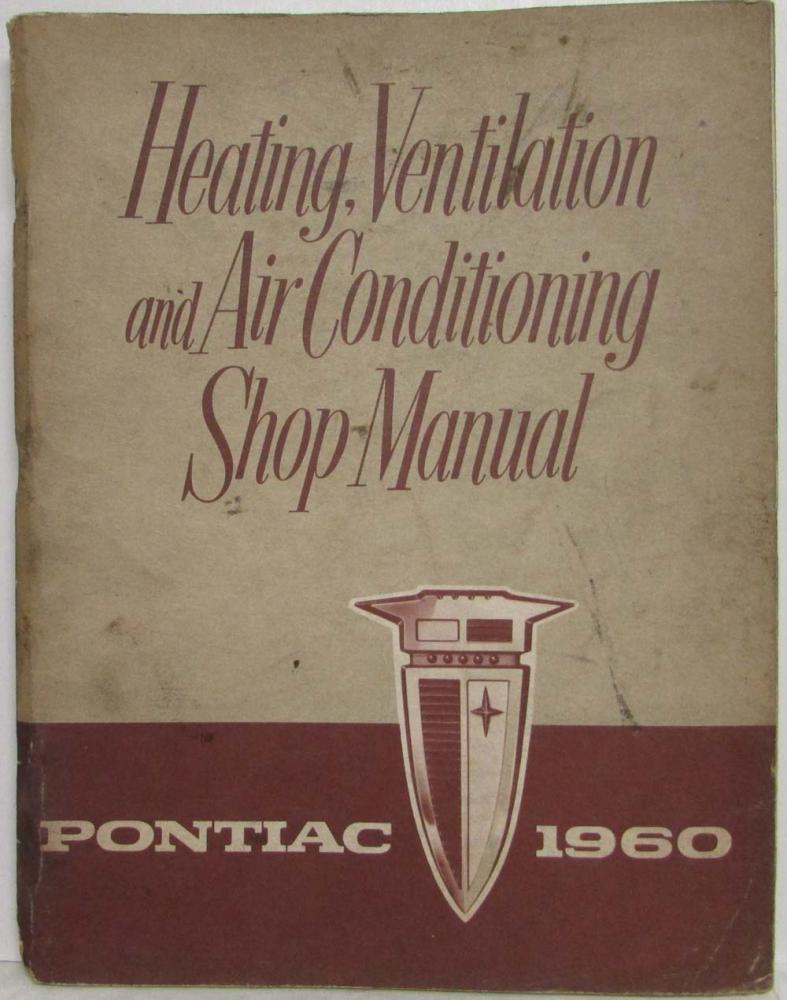 Heating, Ventilation
and Air Conditioning
Shop Manual
PONTIAC 1960